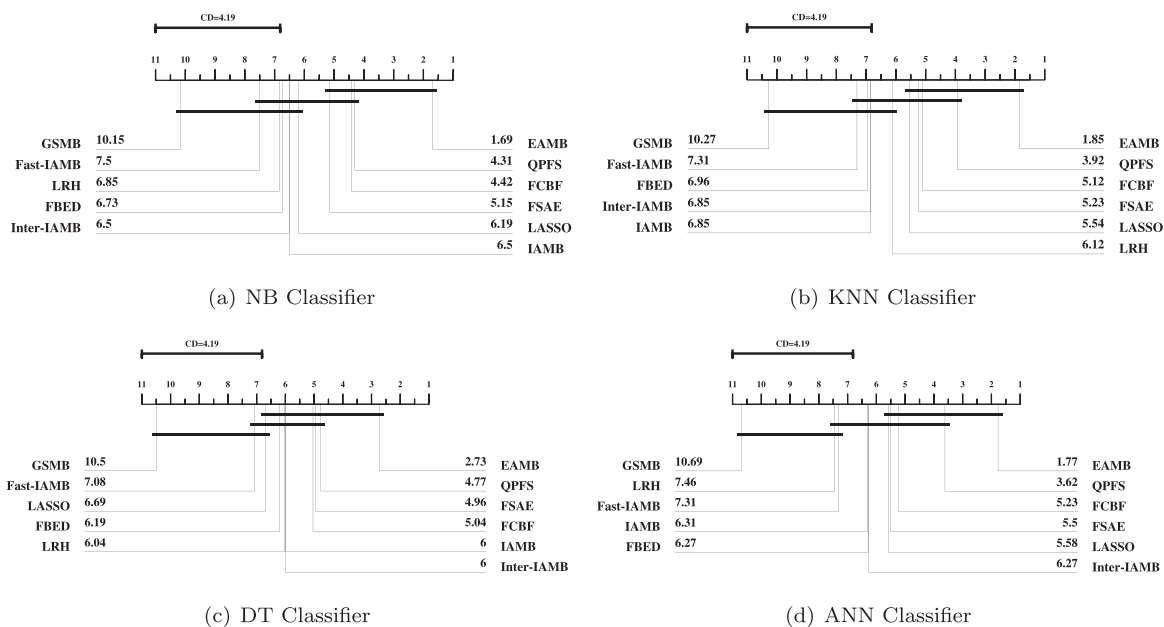 CD=4.19
11 10 9 8 7 6 5 4 3 2 1
GSMB 10.15 1.69 EAMB
Fast-IAMB 7.5 4.31 QPFS
LRH 6.85 4.42 FCBF
FBED 6.73 5.15 FSAE
Inter-IAMB 6.5 6.19 LASSO
6.5 IAMB
(a) NB Classifier
CD=4.19
11 10 9 8 7 6 5 4 3 2 1
GSMB 10.27 1.85 EAMB
Fast-IAMB 7.31 3.92 QPFS
FBED 6.96 5.12 FCBF
Inter-IAMB 6.85 5.23 FSAE
IAMB 6.85 5.54 LASSO
6.12 LRH
(b) KNN Classifier
CD=4.19
11 10 9 8 7 6 5 4 3 2 1
GSMB 10.5 2.73 EAMB
Fast-IAMB 7.08 4.77 QPFS
LASSO 6.69 4.96 FSAE
FBED 6.19 5.04 FCBF
LRH 6.04 6 IAMB
6 Inter-IAMB
(c) DT Classifier
CD=4.19
11 10 9 8 7 6 5 4 3 2 1
GSMB 10.69 1.77 EAMB
LRH 7.46 3.62 QPFS
Fast-IAMB 7.31 5.23 FCBF
IAMB 6.31 5.5 FSAE
FBED 6.27 5.58 LASSO
6.27 Inter-IAMB
(d) ANN Classifier